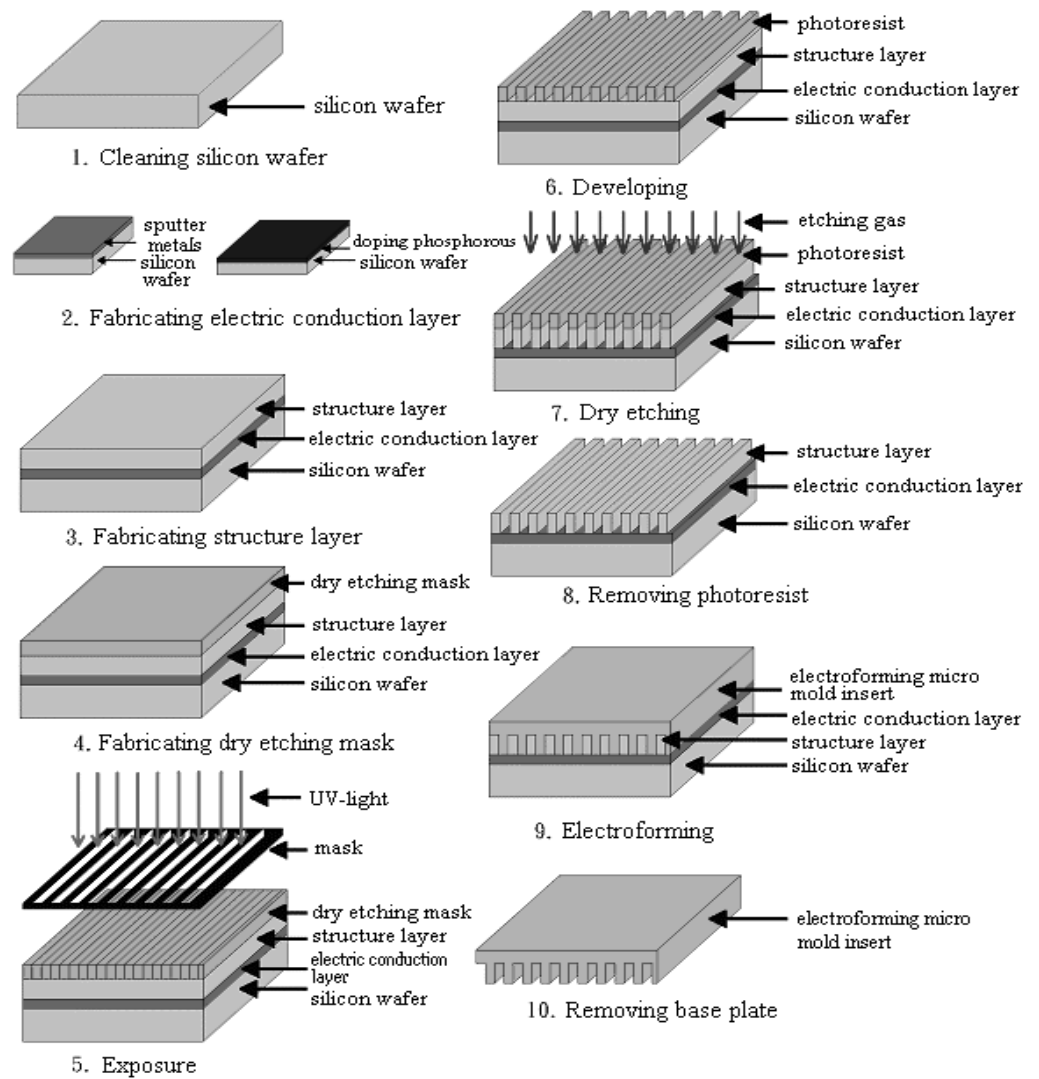 silicon wafer
1. Cleaning silicon wafer
sputter
metals
silicon
wafer
doping phosphorous
silicon wafer
2. Fabricating electric conduction layer
structure layer
electric conduction layer
silicon wafer
3. Fabricating structure layer
dry etching mask
structure layer
electric conduction layer
silicon wafer
4. Fabricating dry etching mask
UV-light
mask
dry etching mask
structure layer
electric conduction
layer
silicon wafer
5. Exposure
photoresist
structure layer
electric conduction layer
silicon wafer
6. Developing
etching gas
photoresist
structure layer
electric conduction layer
silicon wafer
7. Dry etching
structure layer
electric conduction layer
silicon wafer
8. Removing photoresist
electroforming micro
mold insert
electric conduction layer
structure layer
silicon wafer
9. Electroforming
electroforming micro
mold insert
10. Removing base plate